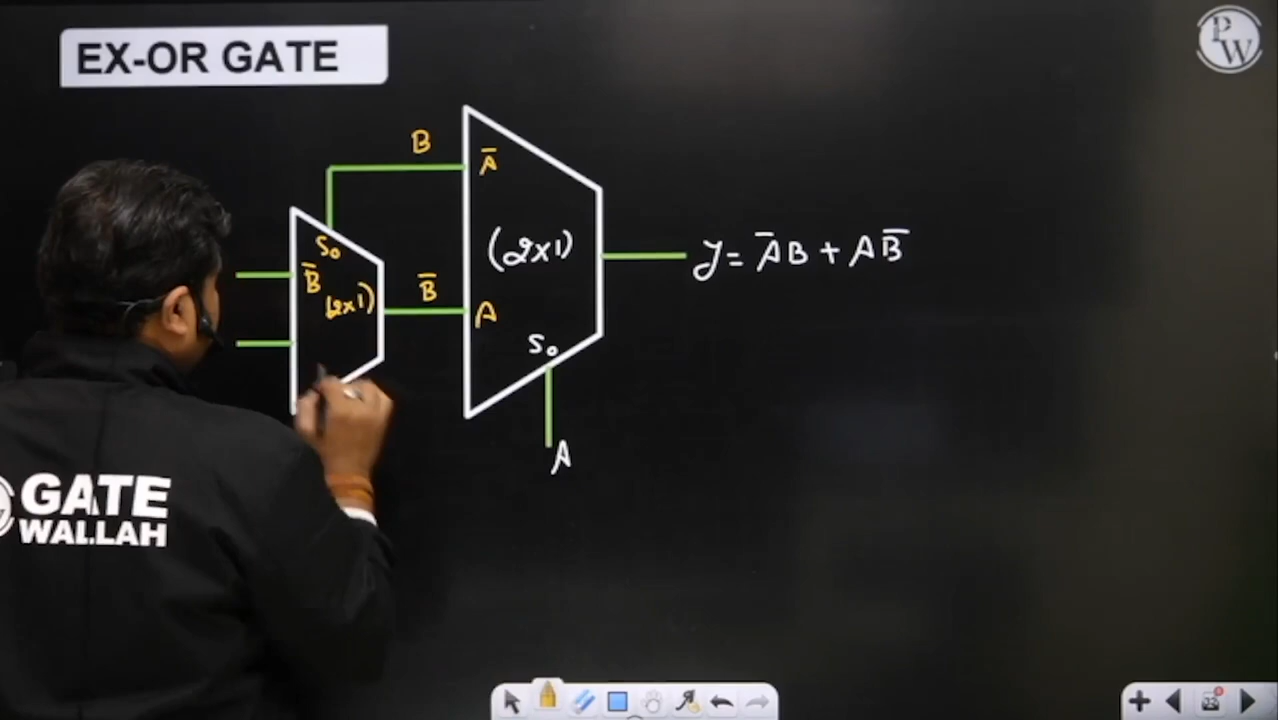 EX-OR GATE
PW
B
Ā
S₀
B̄
(2x1)
B̄
A
(2x1)
S₀
A
y = ĀB + AB̄
GATE
WALLAH